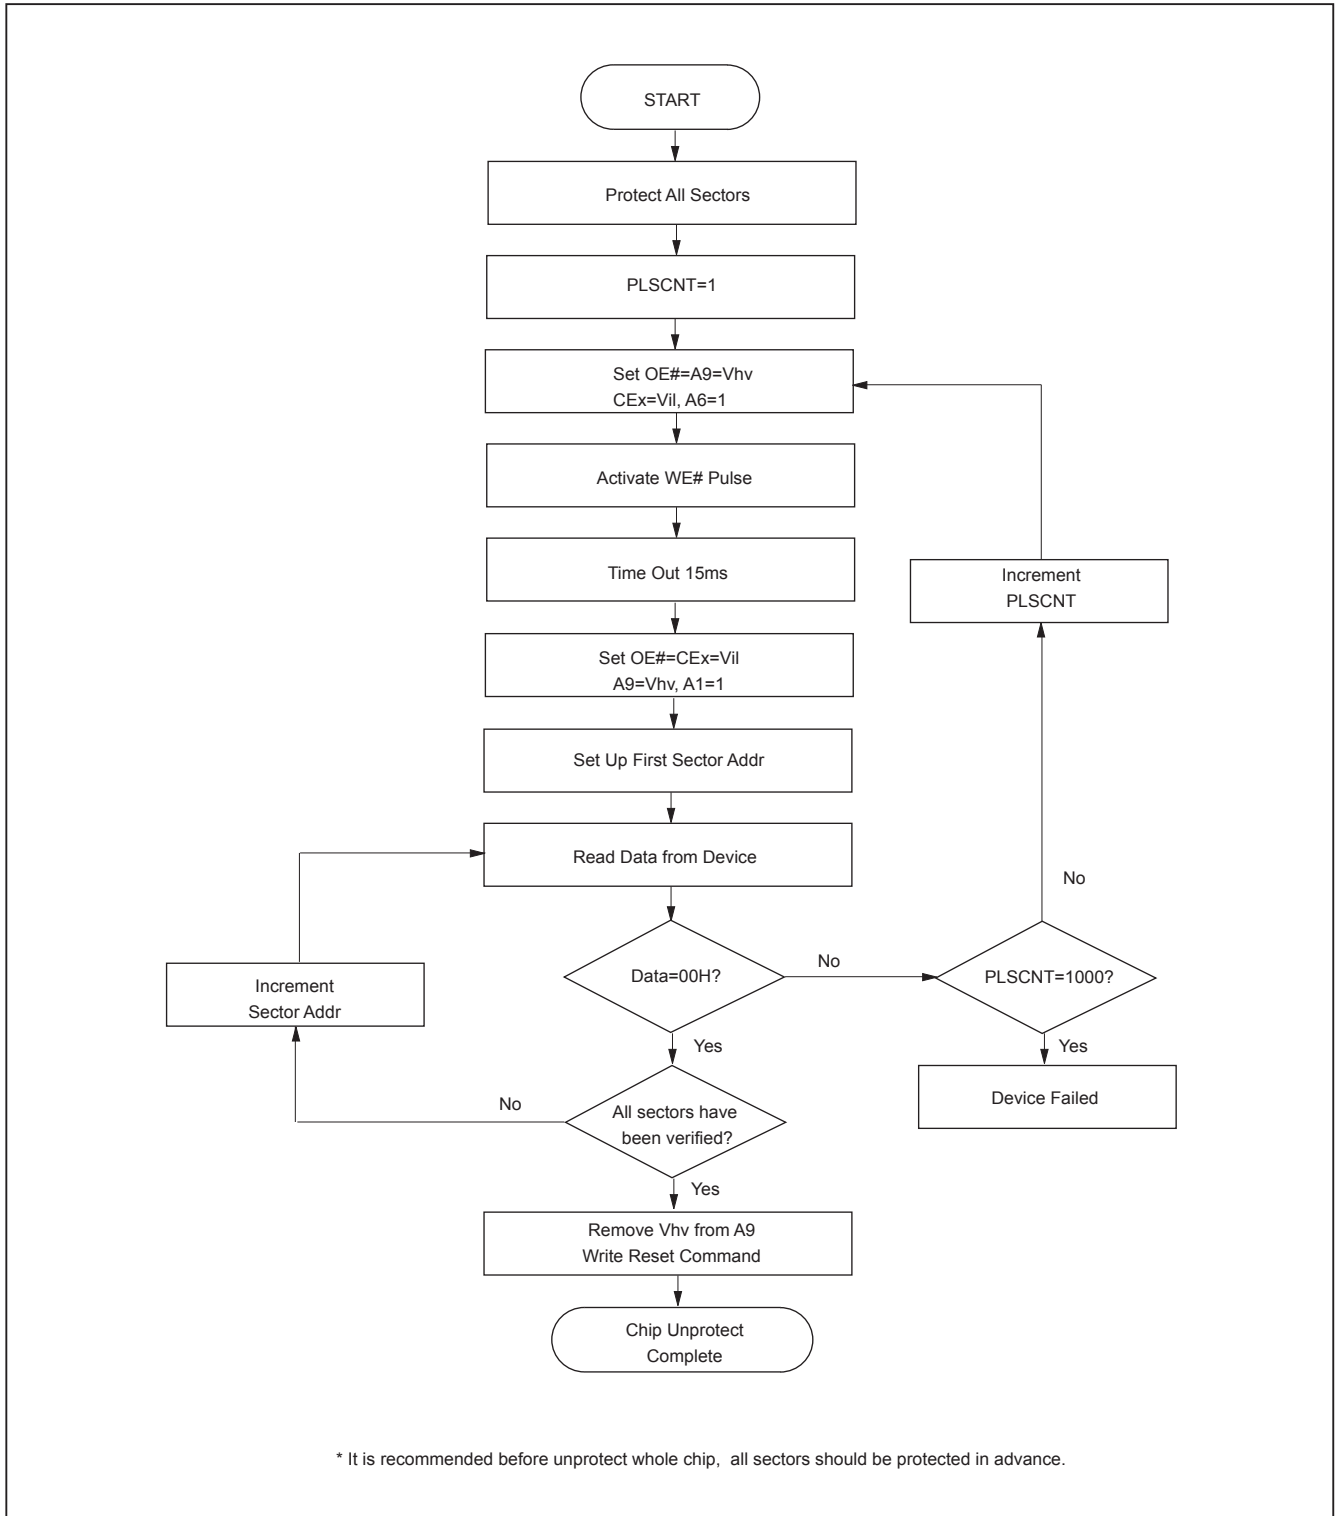 START
Protect All Sectors
PLSCNT=1
Set OE#=A9=Vhv
CEx=Vil, A6=1
Activate WE# Pulse
Time Out 15ms
Increment
PLSCNT
Set OE#=CEx=Vil
A9=Vhv, A1=1
Set Up First Sector Addr
Read Data from Device
No
Data=00H?
No
PLSCNT=1000?
Increment
Sector Addr
Yes
Yes
Device Failed
No
All sectors have
been verified?
Yes
Remove Vhv from A9
Write Reset Command
Chip Unprotect
Complete
* It is recommended before unprotect whole chip, all sectors should be protected in advance.